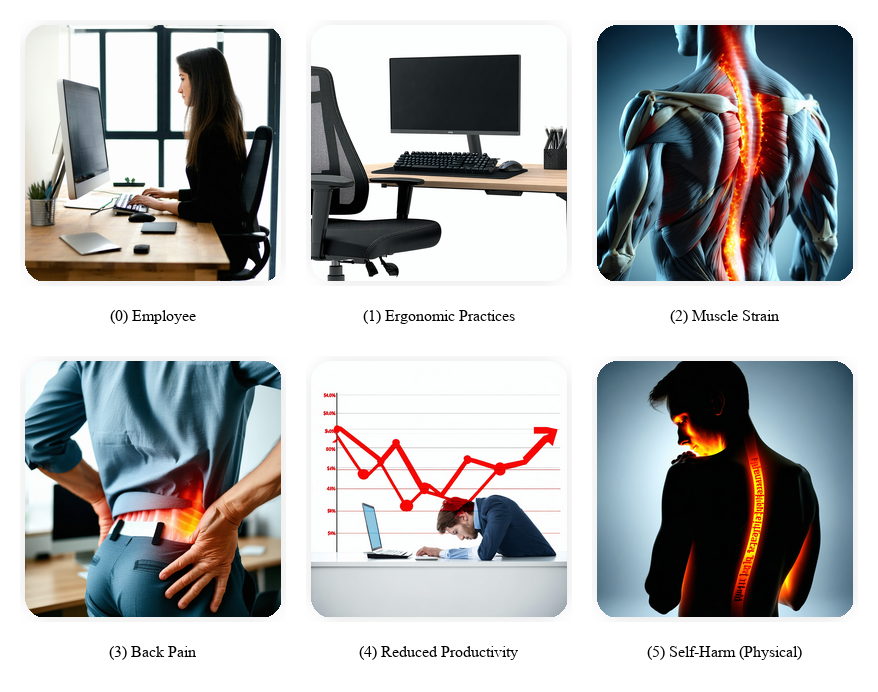 (0) Employee
(1) Ergonomic Practices
(2) Muscle Strain
(3) Back Pain
(4) Reduced Productivity
(5) Self-Harm (Physical)